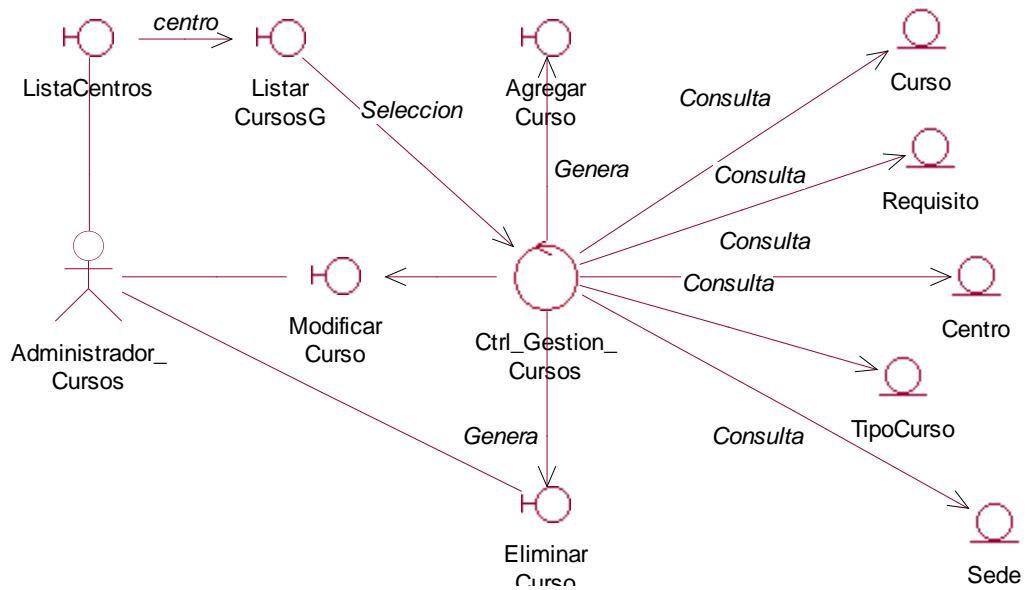 centro
ListaCentros
Listar
CursosG
Agregar
Curso
Curso
Seleccion
Consulta
Genera
Consulta
Requisito
Consulta
Consulta
Administrador_
Cursos
Modificar
Curso
Ctrl_Gestion_
Cursos
Centro
Genera
Consulta
TipoCurso
Eliminar
Curso
Sede